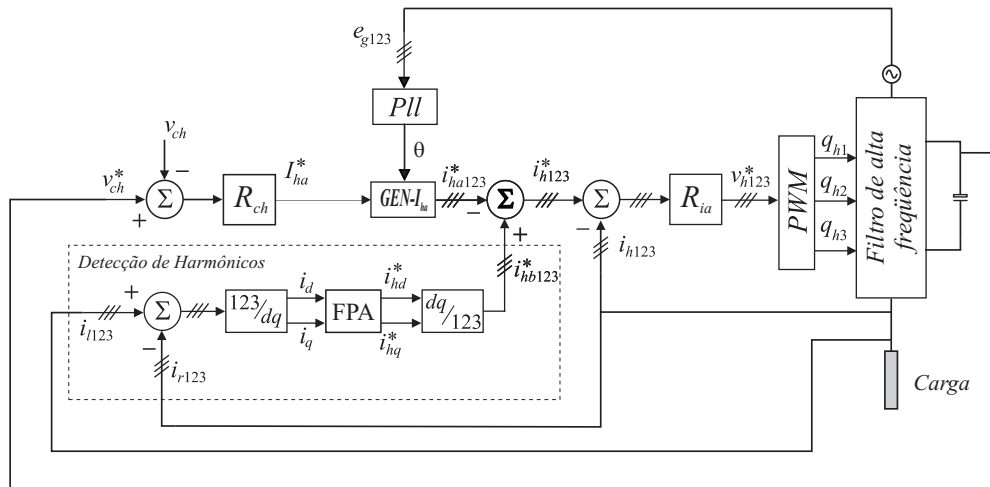 e_g123
Pll
θ
v_ch
v*_ch
Σ
R_ch
I*_ha
GEN-I_ha
i*_ha123
Σ
i*_h123
Σ
R_ia
v*_h123
PWM
q_h1
q_h2
q_h3
Filtro de alta
freqüência
i_h123
i*_hb123
Detecção de Harmônicos
Σ
i_l123
i_r123
123/dq
i_d
i_q
FPA
i*_hd
i*_hq
dq/123
Carga